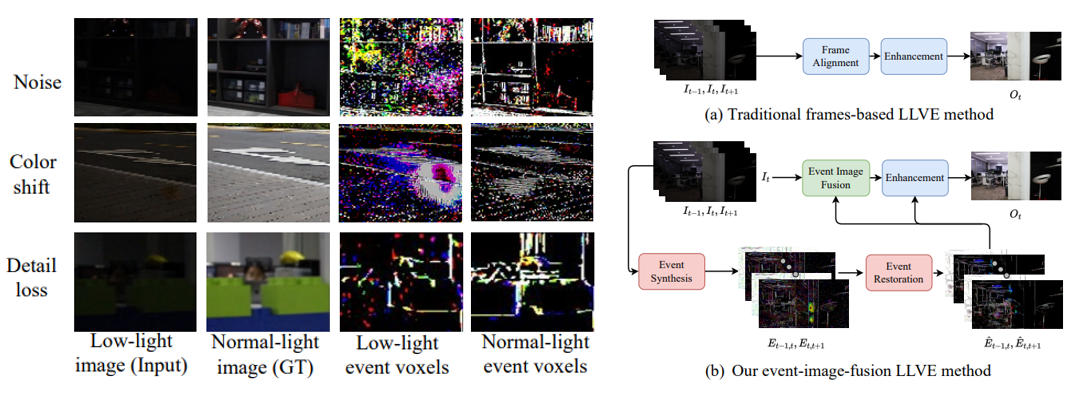 Noise
Color
shift
Detail
loss
Low-light
image (Input)
Normal-light
image (GT)
Low-light
event voxels
Normal-light
event voxels
I_{t−1}, I_t, I_{t+1}
Frame
Alignment
Enhancement
O_t
(a) Traditional frames-based LLVE method
I_{t−1}, I_t, I_{t+1}
I_t
Event Image
Fusion
Enhancement
O_t
Event
Synthesis
E_{t−1,t}, E_{t,t+1}
Event
Restoration
Ê_{t−1,t}, Ê_{t,t+1}
(b) Our event-image-fusion LLVE method